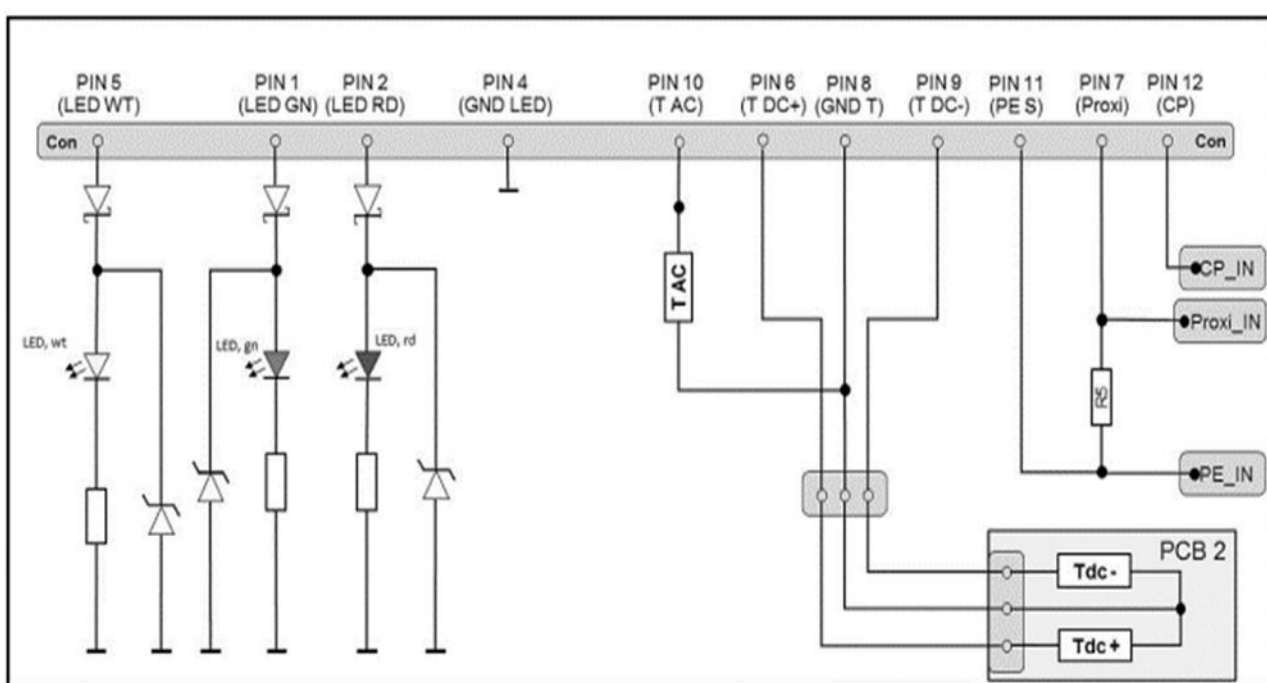 PIN 5 PIN 1 PIN 2 PIN 4 PIN 10 PIN 6 PIN 8 PIN 9 PIN 11 PIN 7 PIN 12
(LED WT) (LED GN) (LED RD) (GND LED) (T AC) (T DC+) (GND T) (T DC-) (PE S) (Proxi) (CP)
Con Con
CP_IN
T AC
Proxi_IN
LED, wt LED, gn LED, rd
R5
PE_IN
PCB 2
Tdc -
Tdc +